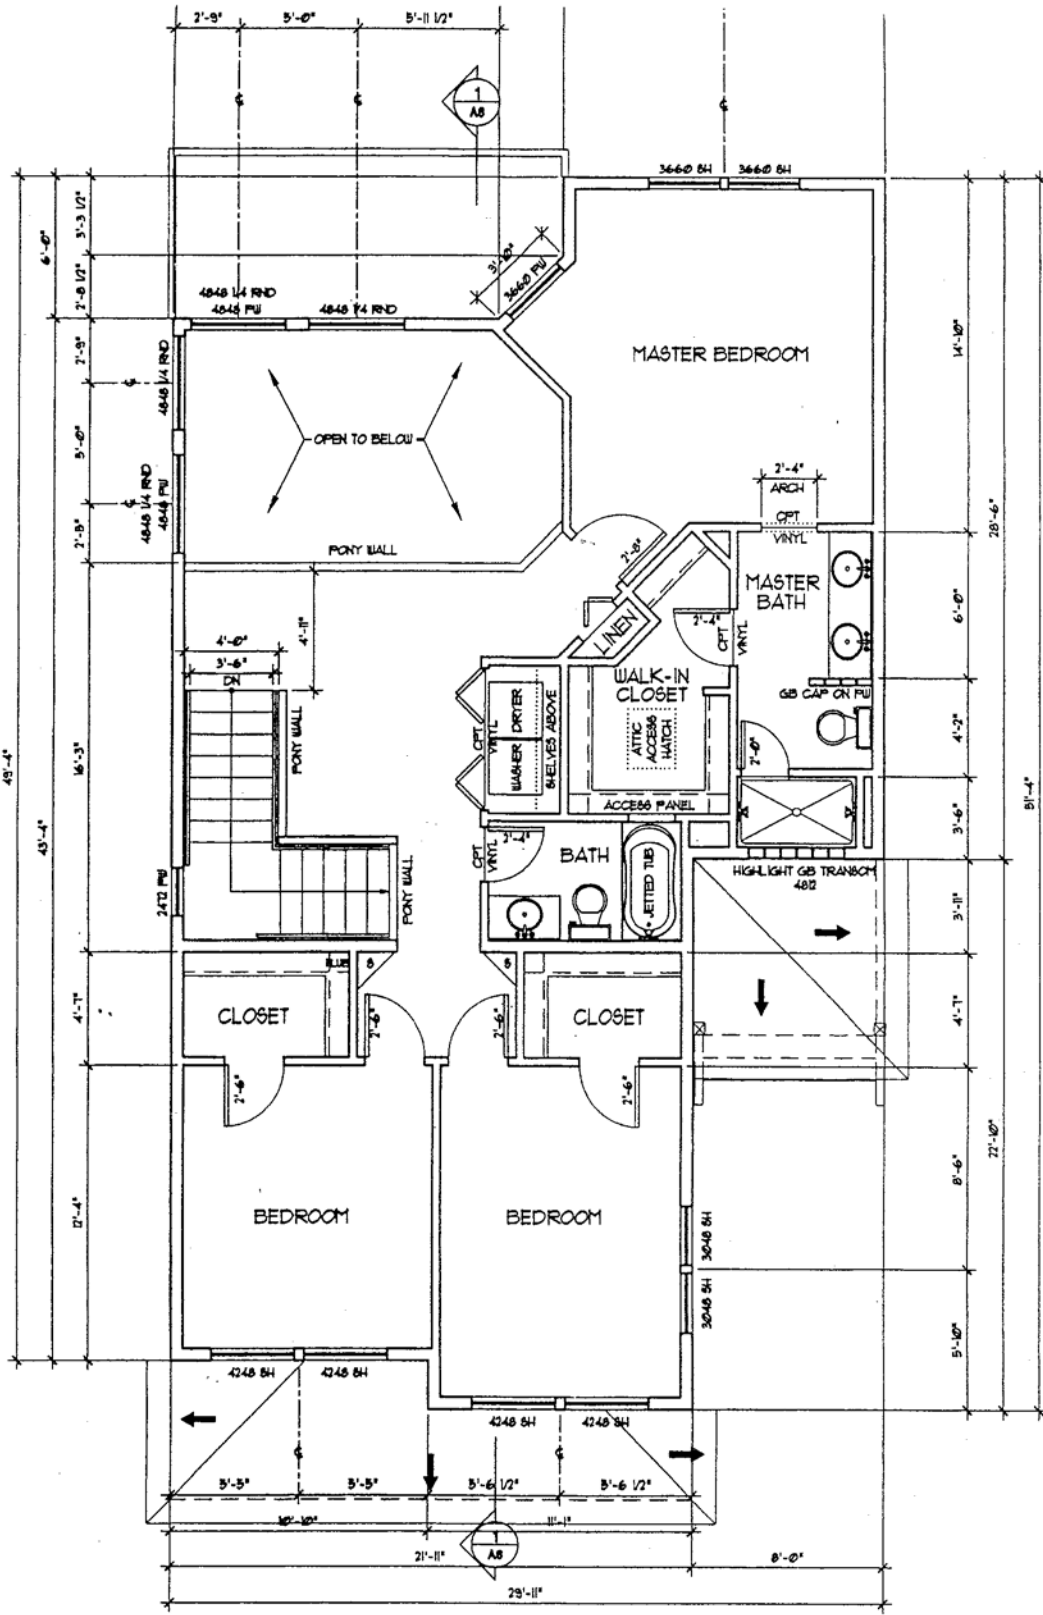 2'-9" 5'-0" 5'-11 1/2"
1
A8
3660 SH 3660 SH
3'-3 1/2"
6'-0"
2'-8 1/2"
3'-10"
3660 PW
4848 1/4 RND
4848 PW
4848 1/4 RND
2'-9"
4848 1/4 RND
MASTER BEDROOM
14'-10"
OPEN TO BELOW
5'-0"
4848 1/4 RND
4848 PW
2'-4"
ARCH
CPT
VINYL
28'-6"
2'-8"
PONY WALL
2'-8"
MASTER
BATH
4'-11"
LINEN
2'-4"
CPT
VINYL
6'-0"
4'-0"
3'-6"
DN
WALK-IN
CLOSET
GB CAP ON PW
PONY WALL
CPT
VINYL
DRYER
WASHER
SHELVES ABOVE
ATTIC
ACCESS
HATCH
2'-0"
4'-2"
49'-4"
43'-4"
16'-3"
51'-4"
ACCESS PANEL
3'-6"
CPT
VINYL
2'-4"
BATH
JETTED TUB
HIGHLIGHT GB TRANSOM
4812
2472 PW
PONY WALL
3'-11"
S
S
CLOSET
CLOSET
4'-7"
4'-7"
2'-6"
2'-6"
2'-6"
2'-6"
22'-10"
8'-6"
12'-4"
BEDROOM
BEDROOM
3048 SH
3048 SH
5'-10"
4248 SH 4248 SH
4248 SH 4248 SH
5'-5" 5'-5" 5'-6 1/2" 5'-6 1/2"
10'-10" 11'-1"
1
A8
21'-11" 8'-0"
29'-11"